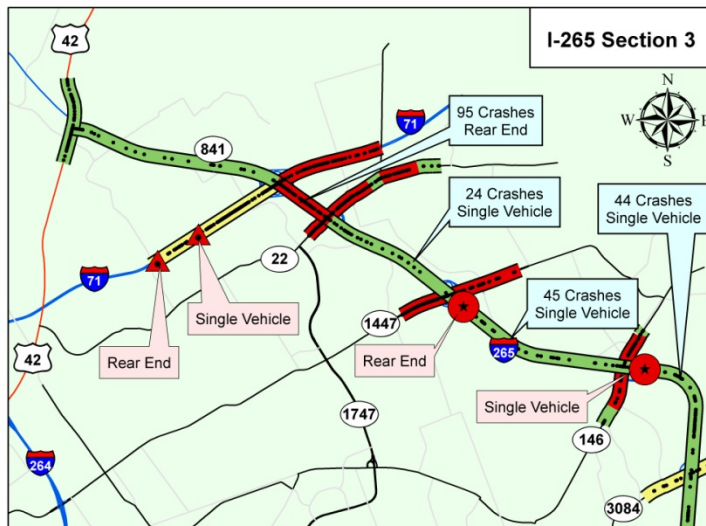 I-265 Section 3
42
N
W
E
S
71
95 Crashes
Rear End
841
24 Crashes
Single Vehicle
44 Crashes
Single Vehicle
22
71
Single Vehicle
1447
45 Crashes
Single Vehicle
42
Rear End
Rear End
265
Single Vehicle
1747
146
264
3084